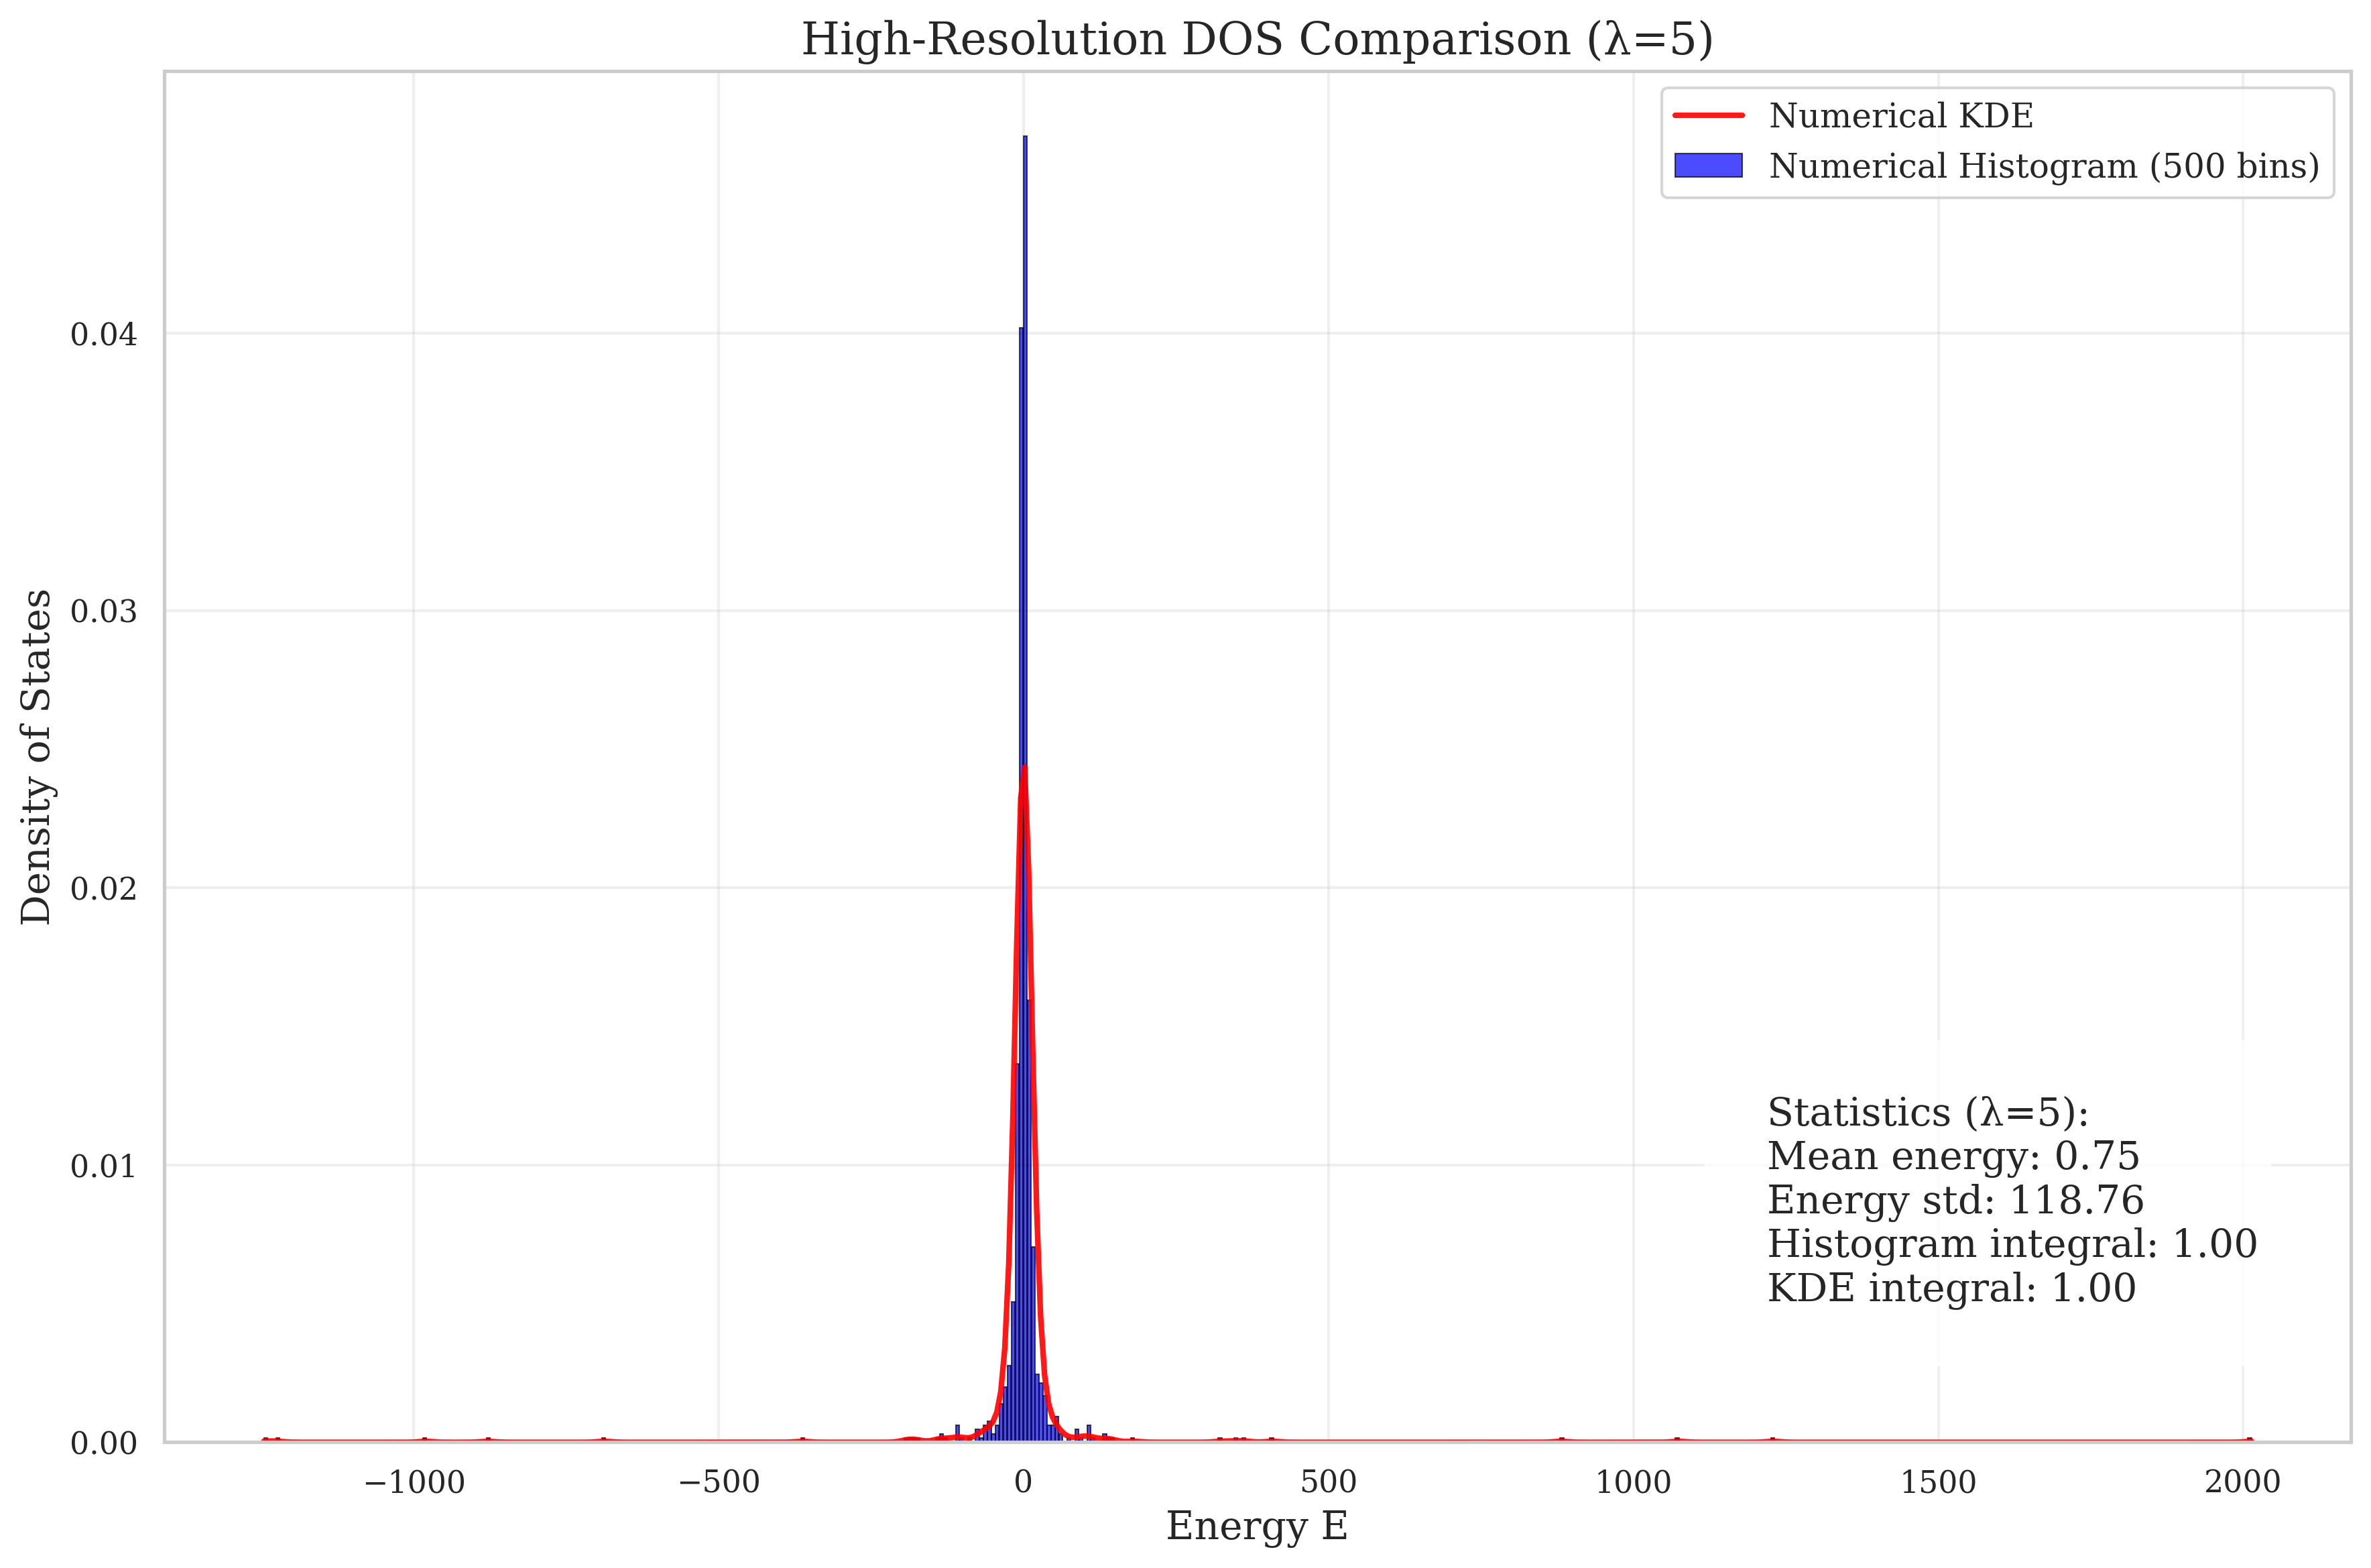 High-Resolution DOS Comparison (λ=5)
Numerical KDE
Numerical Histogram (500 bins)
Density of States
0.04
0.03
0.02
0.01
0.00
Statistics (λ=5):
Mean energy: 0.75
Energy std: 118.76
Histogram integral: 1.00
KDE integral: 1.00
−1000 −500 0 500 1000 1500 2000
Energy E